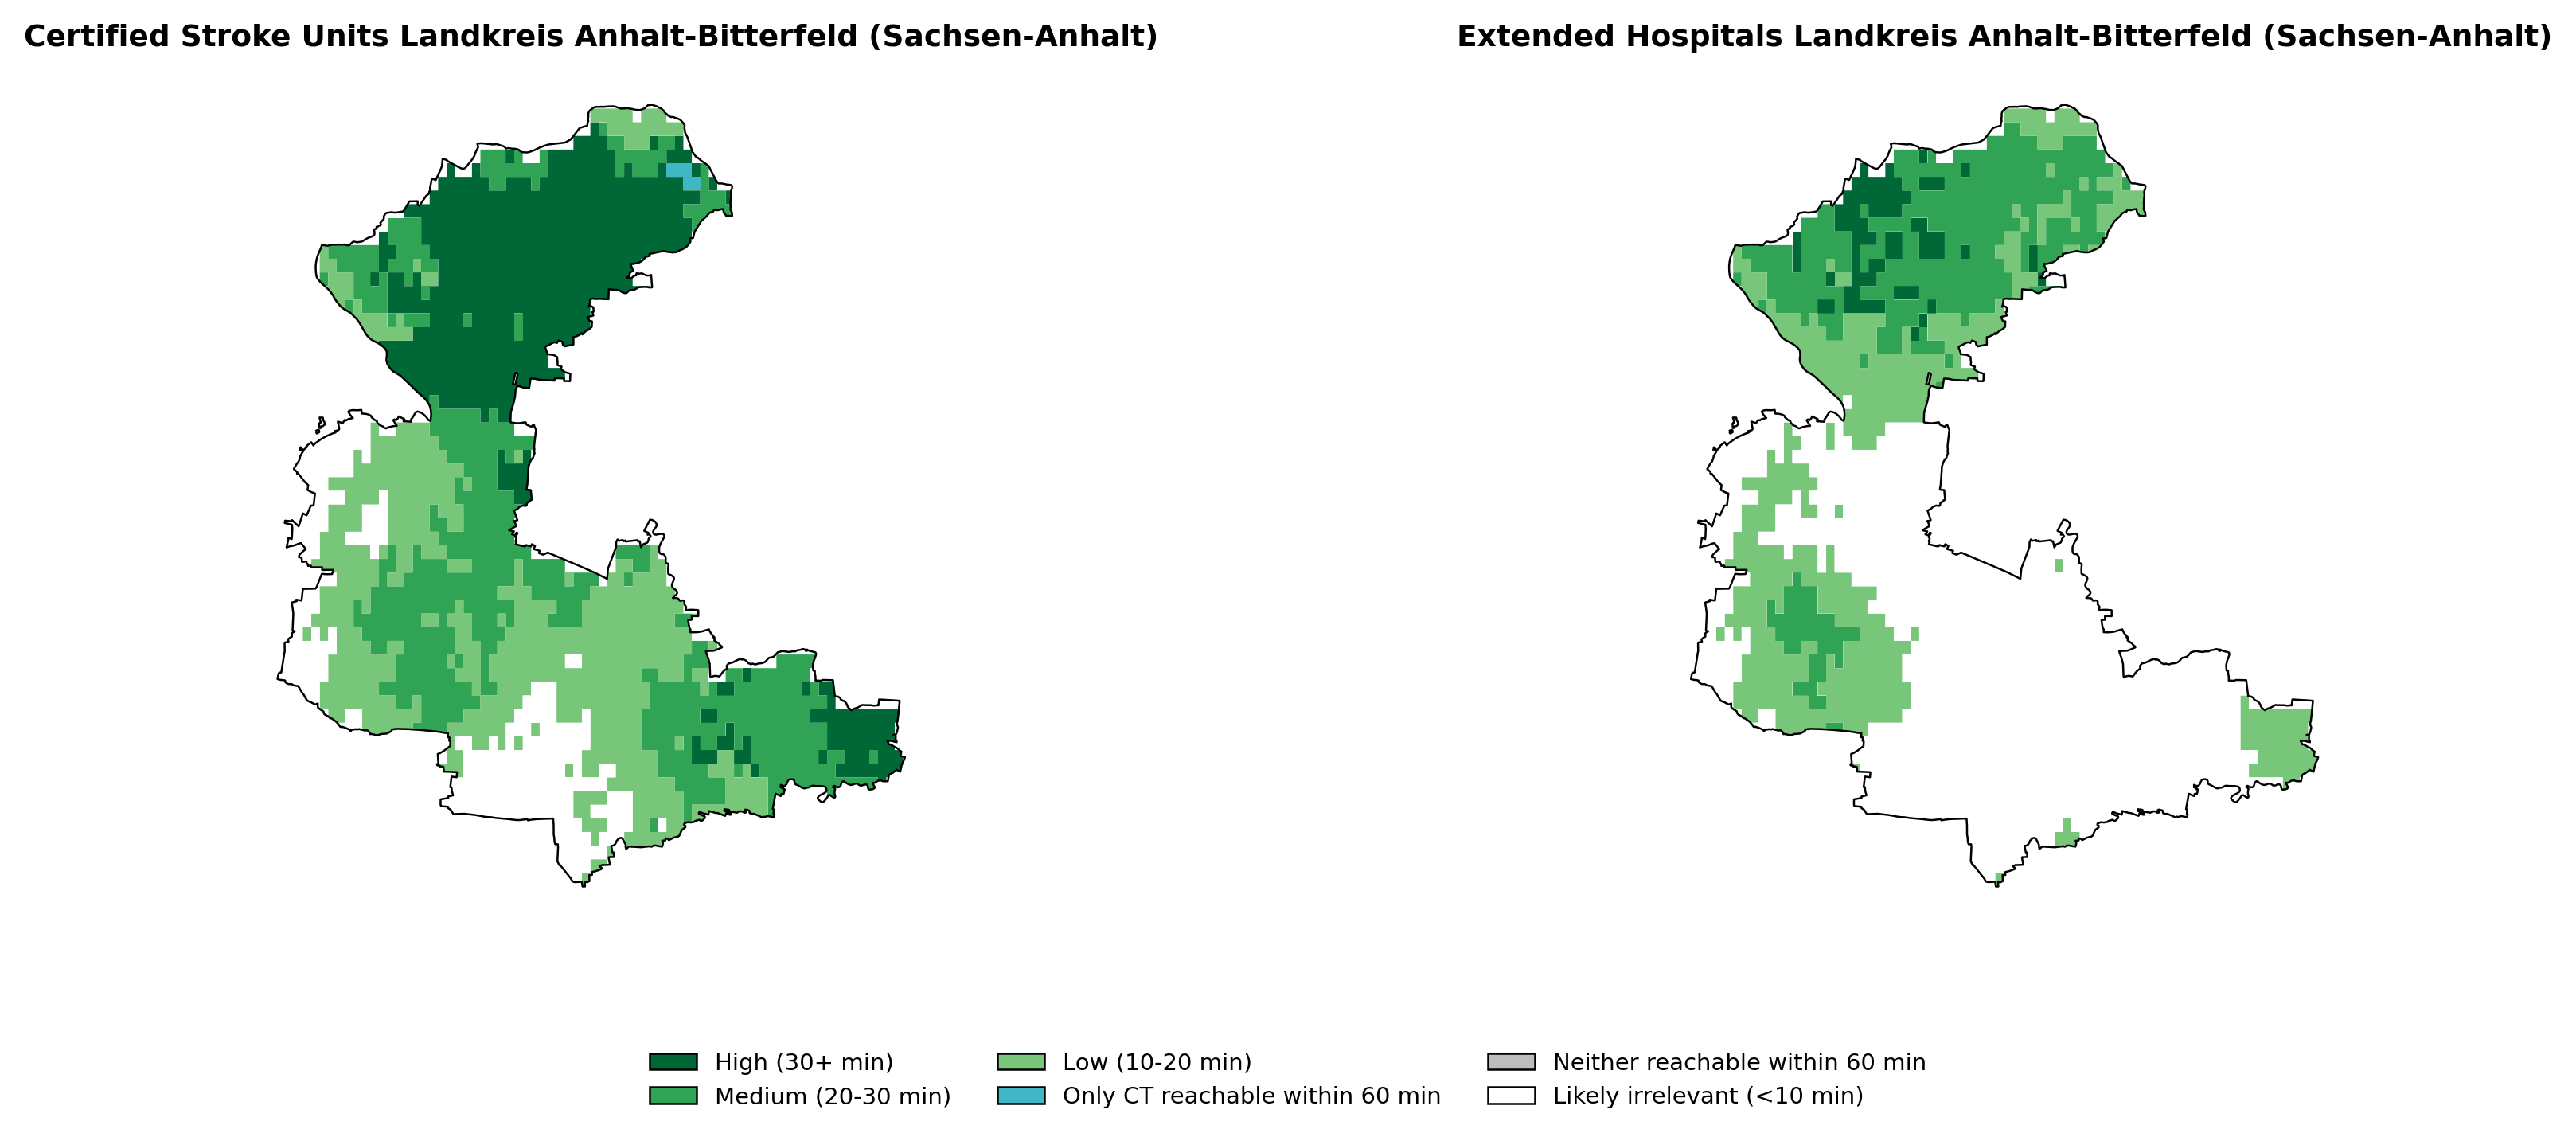 Certified Stroke Units Landkreis Anhalt-Bitterfeld (Sachsen-Anhalt)
Extended Hospitals Landkreis Anhalt-Bitterfeld (Sachsen-Anhalt)
High (30+ min)
Medium (20-30 min)
Low (10-20 min)
Only CT reachable within 60 min
Neither reachable within 60 min
Likely irrelevant (<10 min)